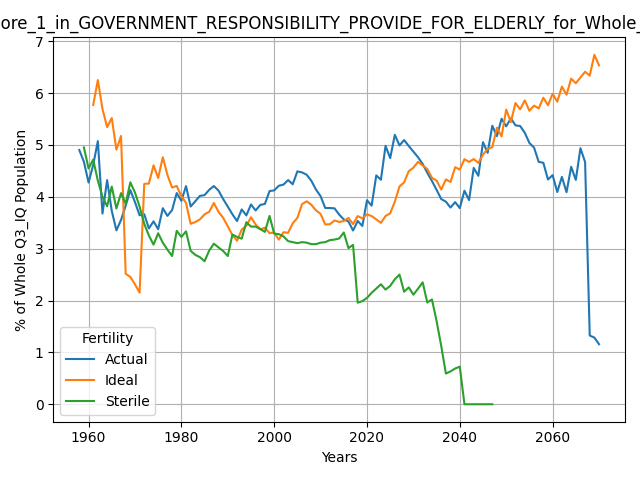 ore_1_in_GOVERNMENT_RESPONSIBILITY_PROVIDE_FOR_ELDERLY_for_Whole_
7
6
5
4
3
2
1
0
% of Whole Q3_IQ Population
Fertility
Actual
Ideal
Sterile
1960 1980 2000 2020 2040 2060
Years